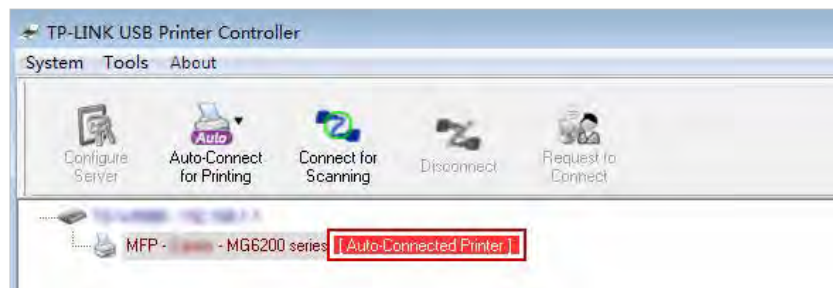 TP-LINK USB Printer Controller
System Tools About
Auto
Configure Server
Auto-Connect for Printing
Connect for Scanning
Disconnect
Request to Connect
MFP - - MG6200 series [Auto-Connected Printer]